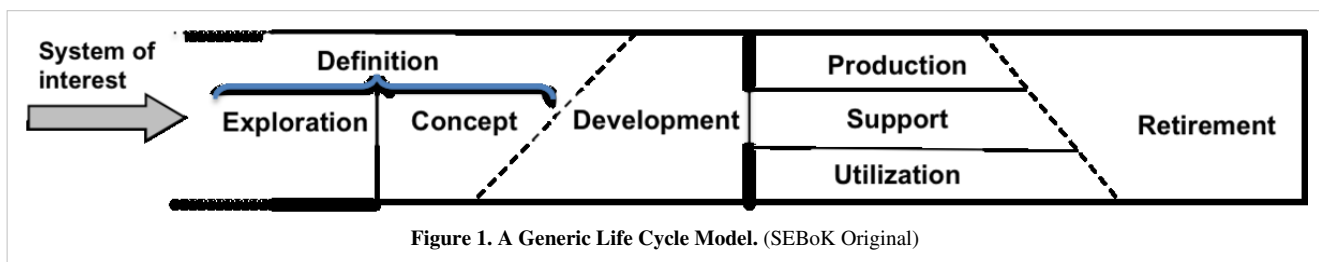 System of
interest
Definition
Exploration
Concept
Development
Production
Support
Utilization
Retirement
Figure 1. A Generic Life Cycle Model. (SEBoK Original)